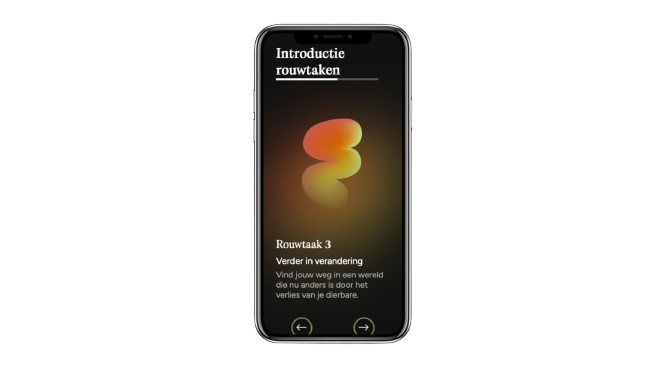 Introductie
rouwtaken
Rouwtaak 3
Verder in verandering
Vind jouw weg in een wereld
die nu anders is door het
verlies van je dierbare.